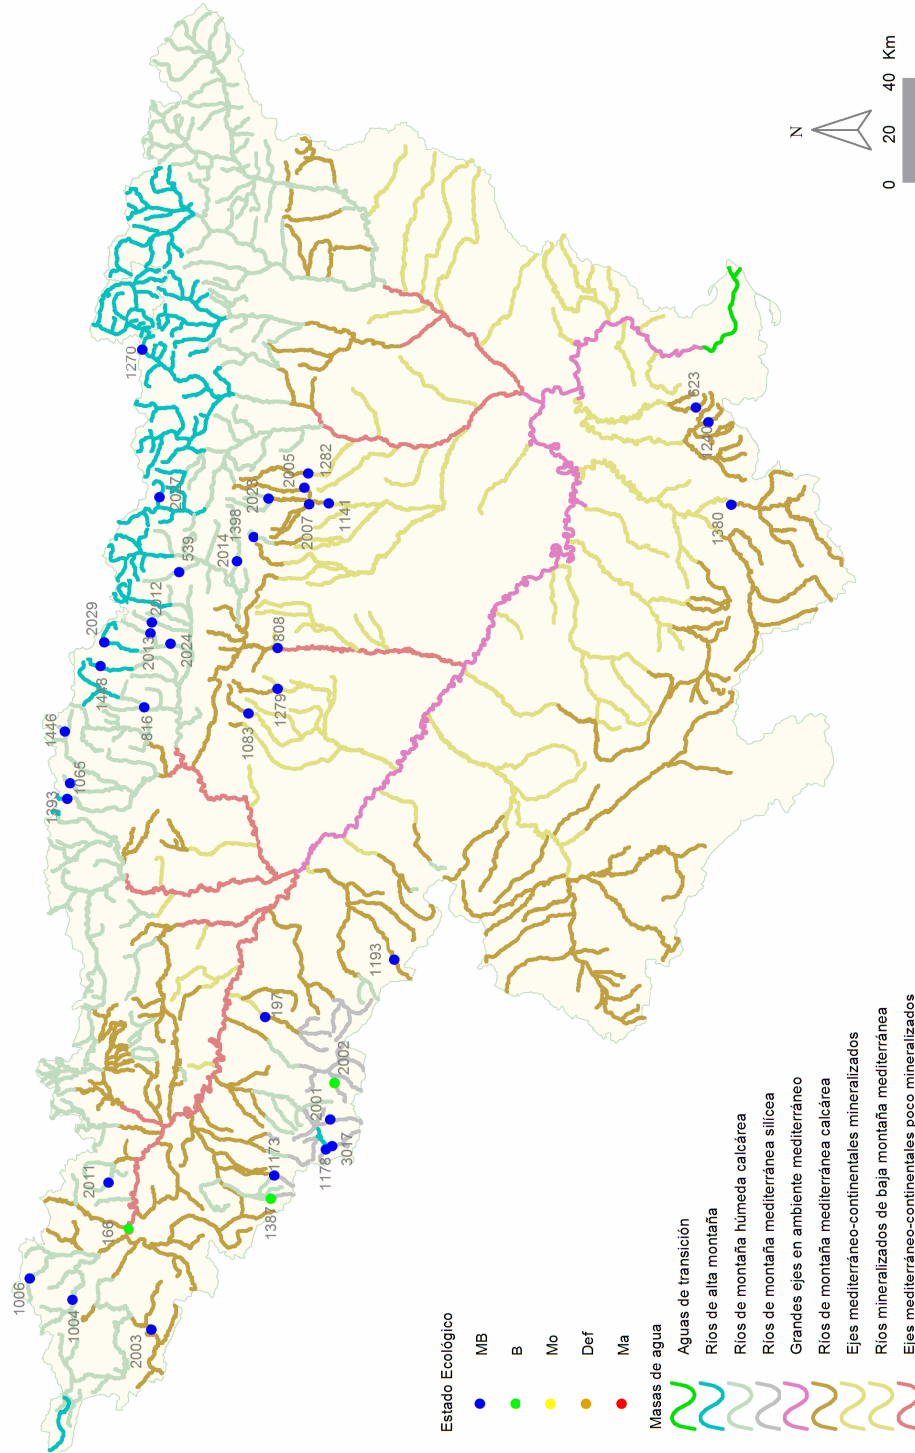 N
0 20 40 Km
1270
2027
539
2012
2013
2024
2029
1448
816
1446
1065
1393
2014
1398
2028
2005
1282
2007
1141
808
1279
1083
623
1240
1380
1193
197
2002
2001
3017
1178
1173
1387
2011
166
1006
1004
2003
Estado Ecológico
MB
B
Mo
Def
Ma
Masas de agua
Aguas de transición
Ríos de alta montaña
Ríos de montaña húmeda calcárea
Ríos de montaña mediterránea silícea
Grandes ejes en ambiente mediterráneo
Ríos de montaña mediterránea calcárea
Ejes mediterráneo-continentales mineralizados
Ríos mineralizados de baja montaña mediterránea
Ejes mediterráneo-continentales poco mineralizados